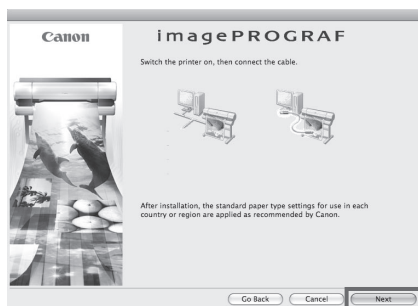 Canon
imagePROGRAF
Switch the printer on, then connect the cable.
After installation, the standard paper type settings for use in each
country or region are applied as recommended by Canon.
Go Back
Cancel
Next